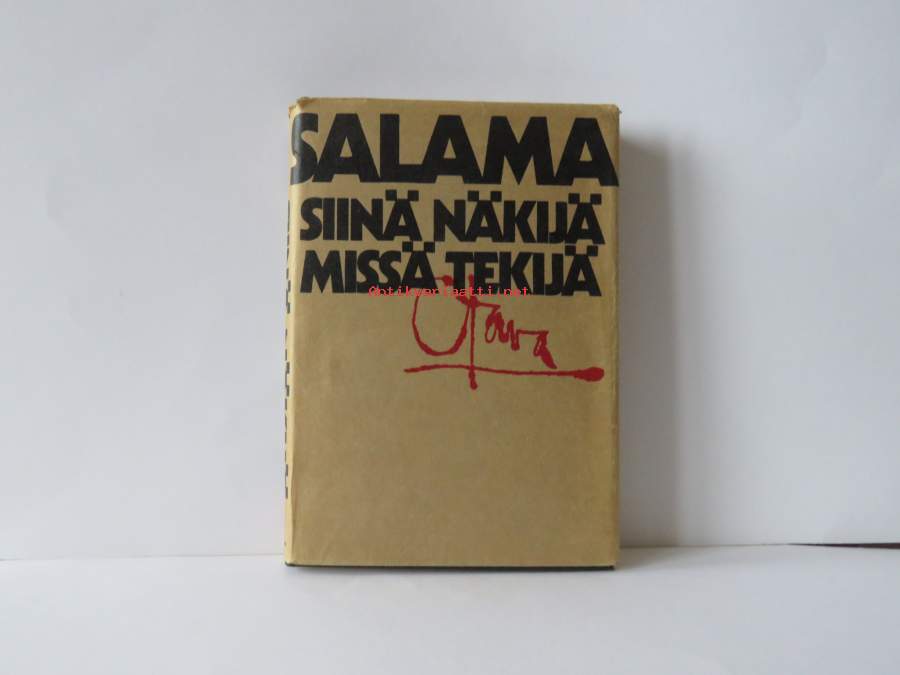 SALAMA
SIINÄ NÄKIJÄ
MISSÄ TEKIJÄ
Antikvariaatti.net
Otava